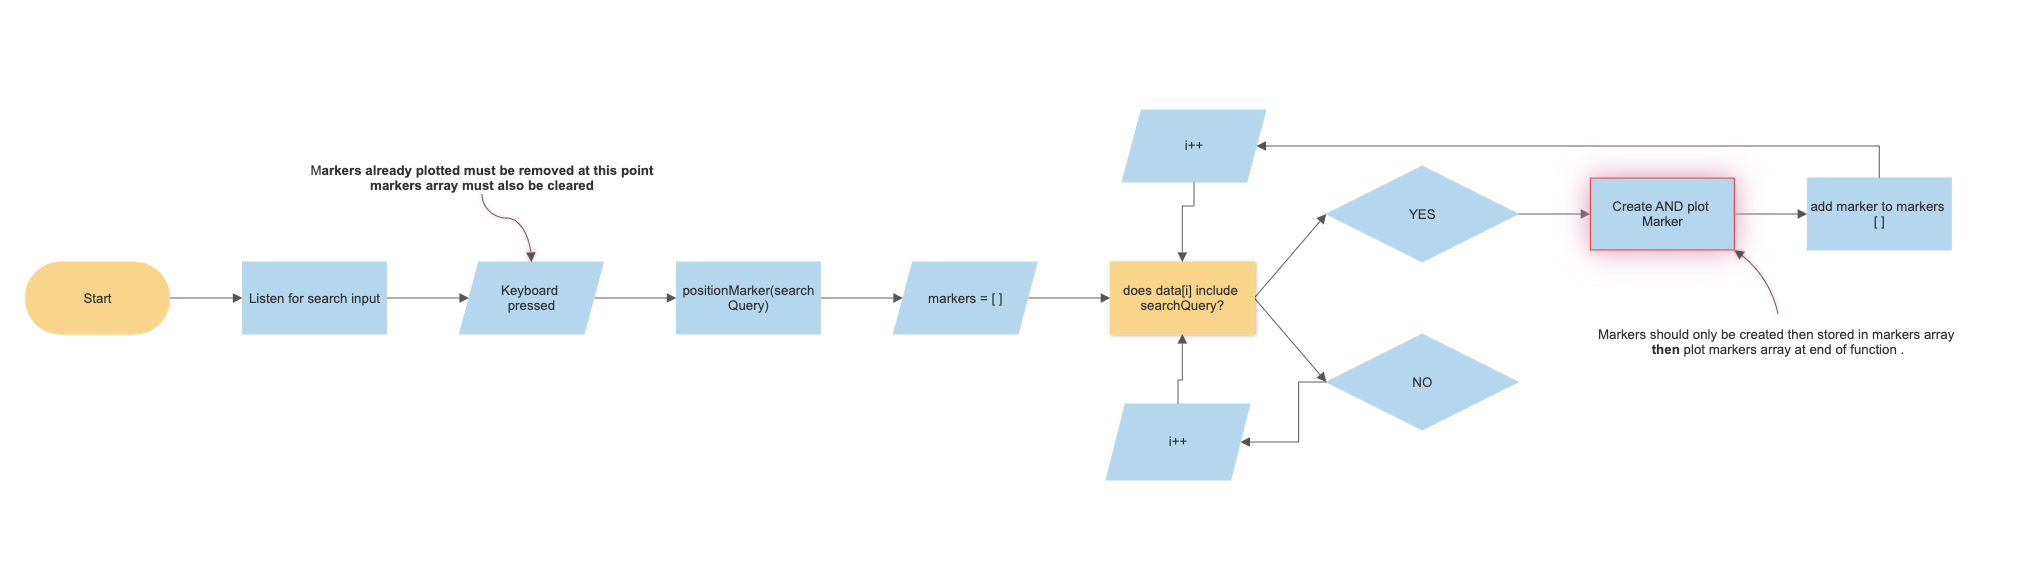 i++
Markers already plotted must be removed at this point
markers array must also be cleared
YES
Create AND plot
Marker
add marker to markers
[ ]
Start
Listen for search input
Keyboard
pressed
positionMarker(search
Query)
markers = [ ]
does data[i] include
searchQuery?
Markers should only be created then stored in markers array
then plot markers array at end of function .
NO
i++